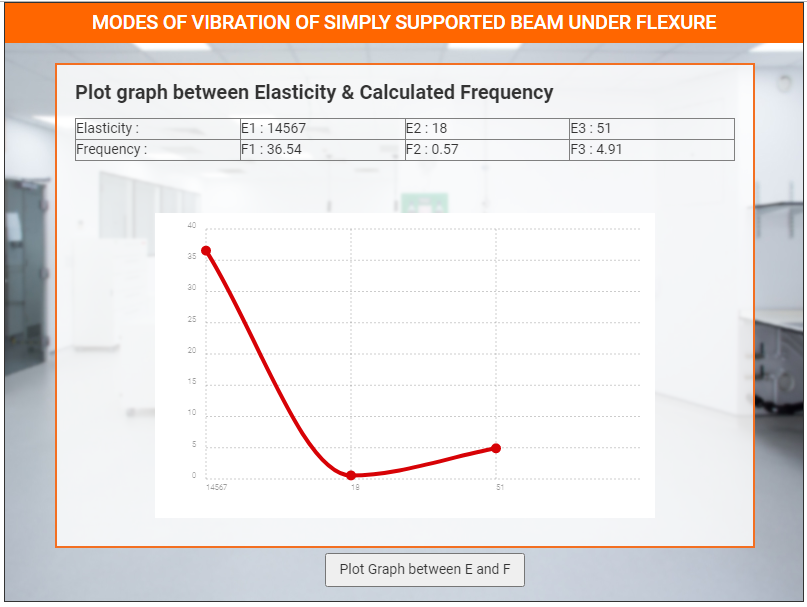 MODES OF VIBRATION OF SIMPLY SUPPORTED BEAM UNDER FLEXURE
Plot graph between Elasticity & Calculated Frequency
Elasticity : E1 : 14567 E2 : 18 E3 : 51
Frequency : F1 : 36.54 F2 : 0.57 F3 : 4.91
40
35
30
25
20
15
10
5
0
14567 18 51
Plot Graph between E and F